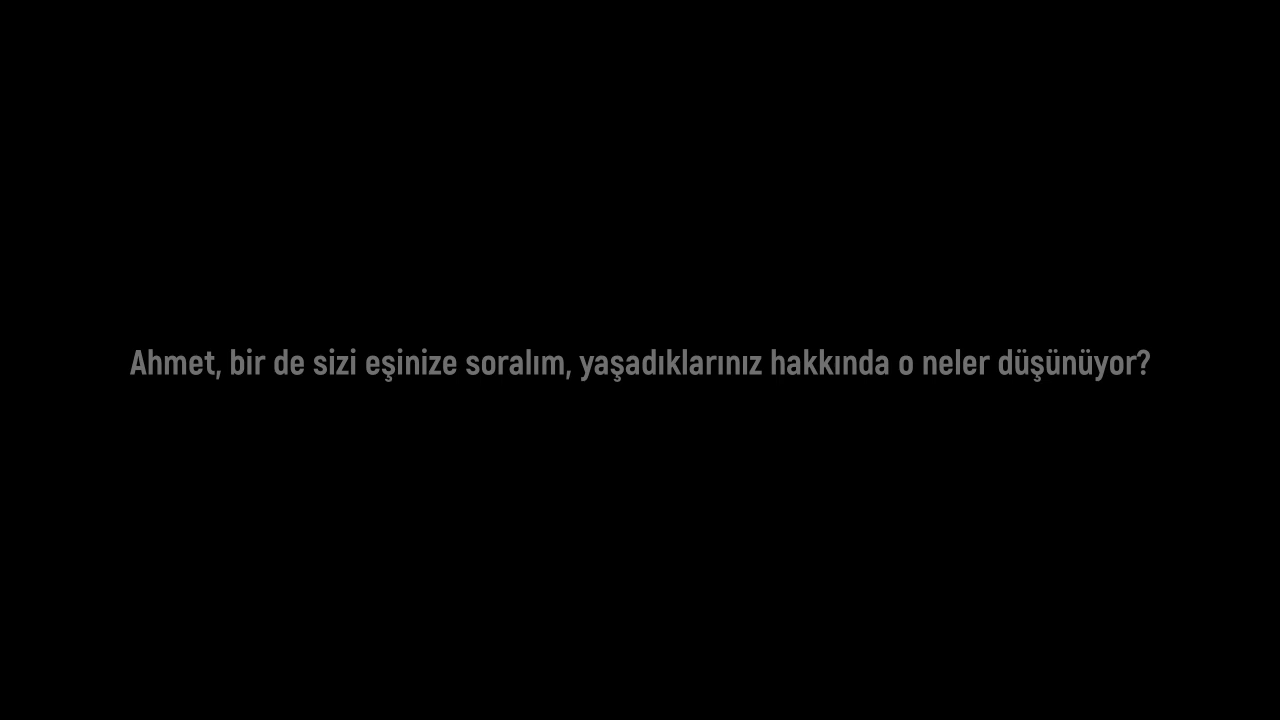 Ahmet, bir de sizi eşinize soralım, yaşadıklarınız hakkında o neler düşünüyor?